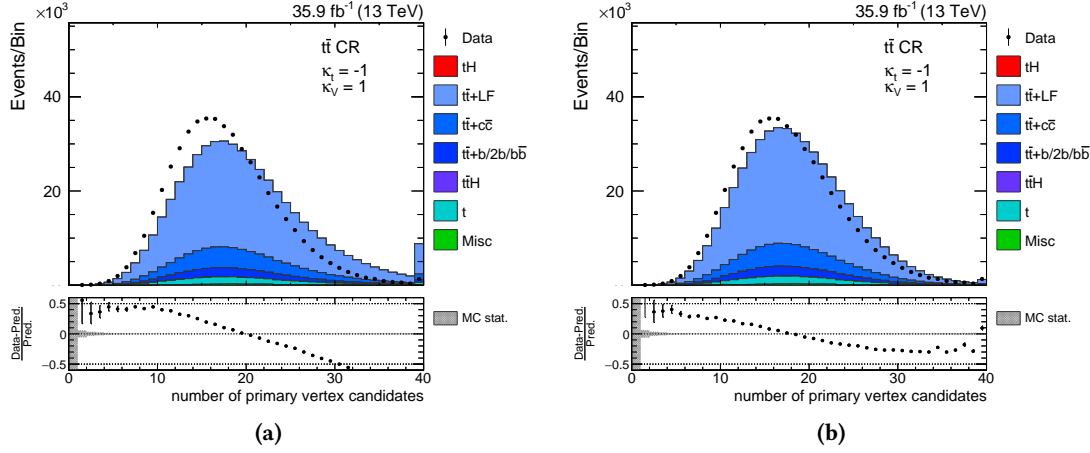 35.9 fb⁻¹ (13 TeV)
×10³
Events/Bin
40
20
tt̄ CR
κt = -1
κV = 1
Data
tH
tt̄+LF
tt̄+cc̄
tt̄+b/2b/bb̄
tt̄H
t
Misc
Data-Pred.
Pred.
0.5
0
−0.5
MC stat.
0 10 20 30 40
number of primary vertex candidates
(a)
35.9 fb⁻¹ (13 TeV)
×10³
Events/Bin
40
20
tt̄ CR
κt = -1
κV = 1
Data
tH
tt̄+LF
tt̄+cc̄
tt̄+b/2b/bb̄
tt̄H
t
Misc
Data-Pred.
Pred.
0.5
0
−0.5
MC stat.
0 10 20 30 40
number of primary vertex candidates
(b)